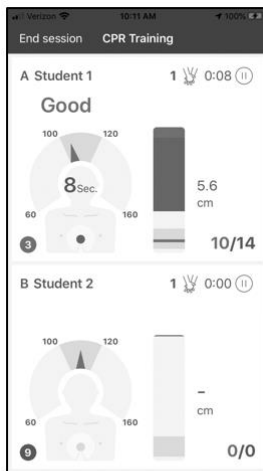 Verizon 10:11 AM 100%
End session CPR Training
A Student 1 1 0:08
Good
100 120
8Sec.
5.6
cm
60 160
3 10/14
B Student 2 1 0:00
100 120
–
cm
60 160
9 0/0